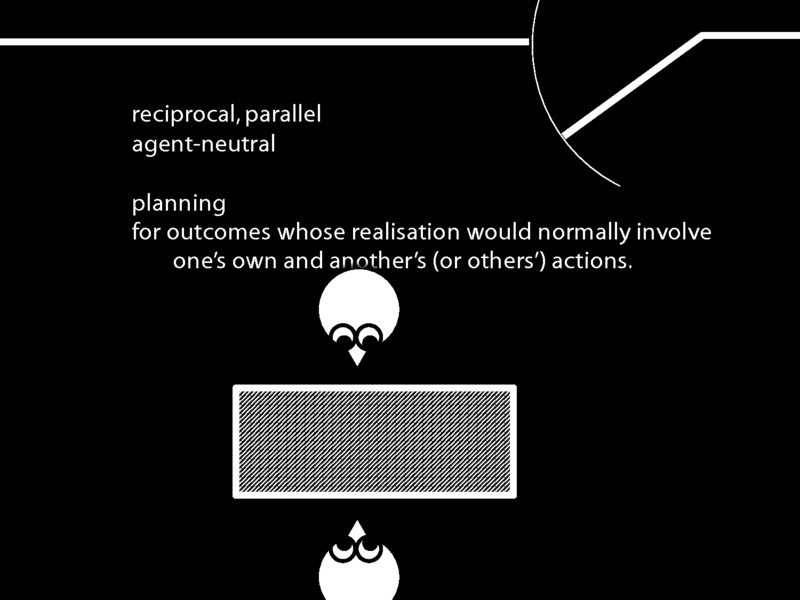 reciprocal, parallel
agent-neutral
planning
for outcomes whose realisation would normally involve
one’s own and another’s (or others’) actions.